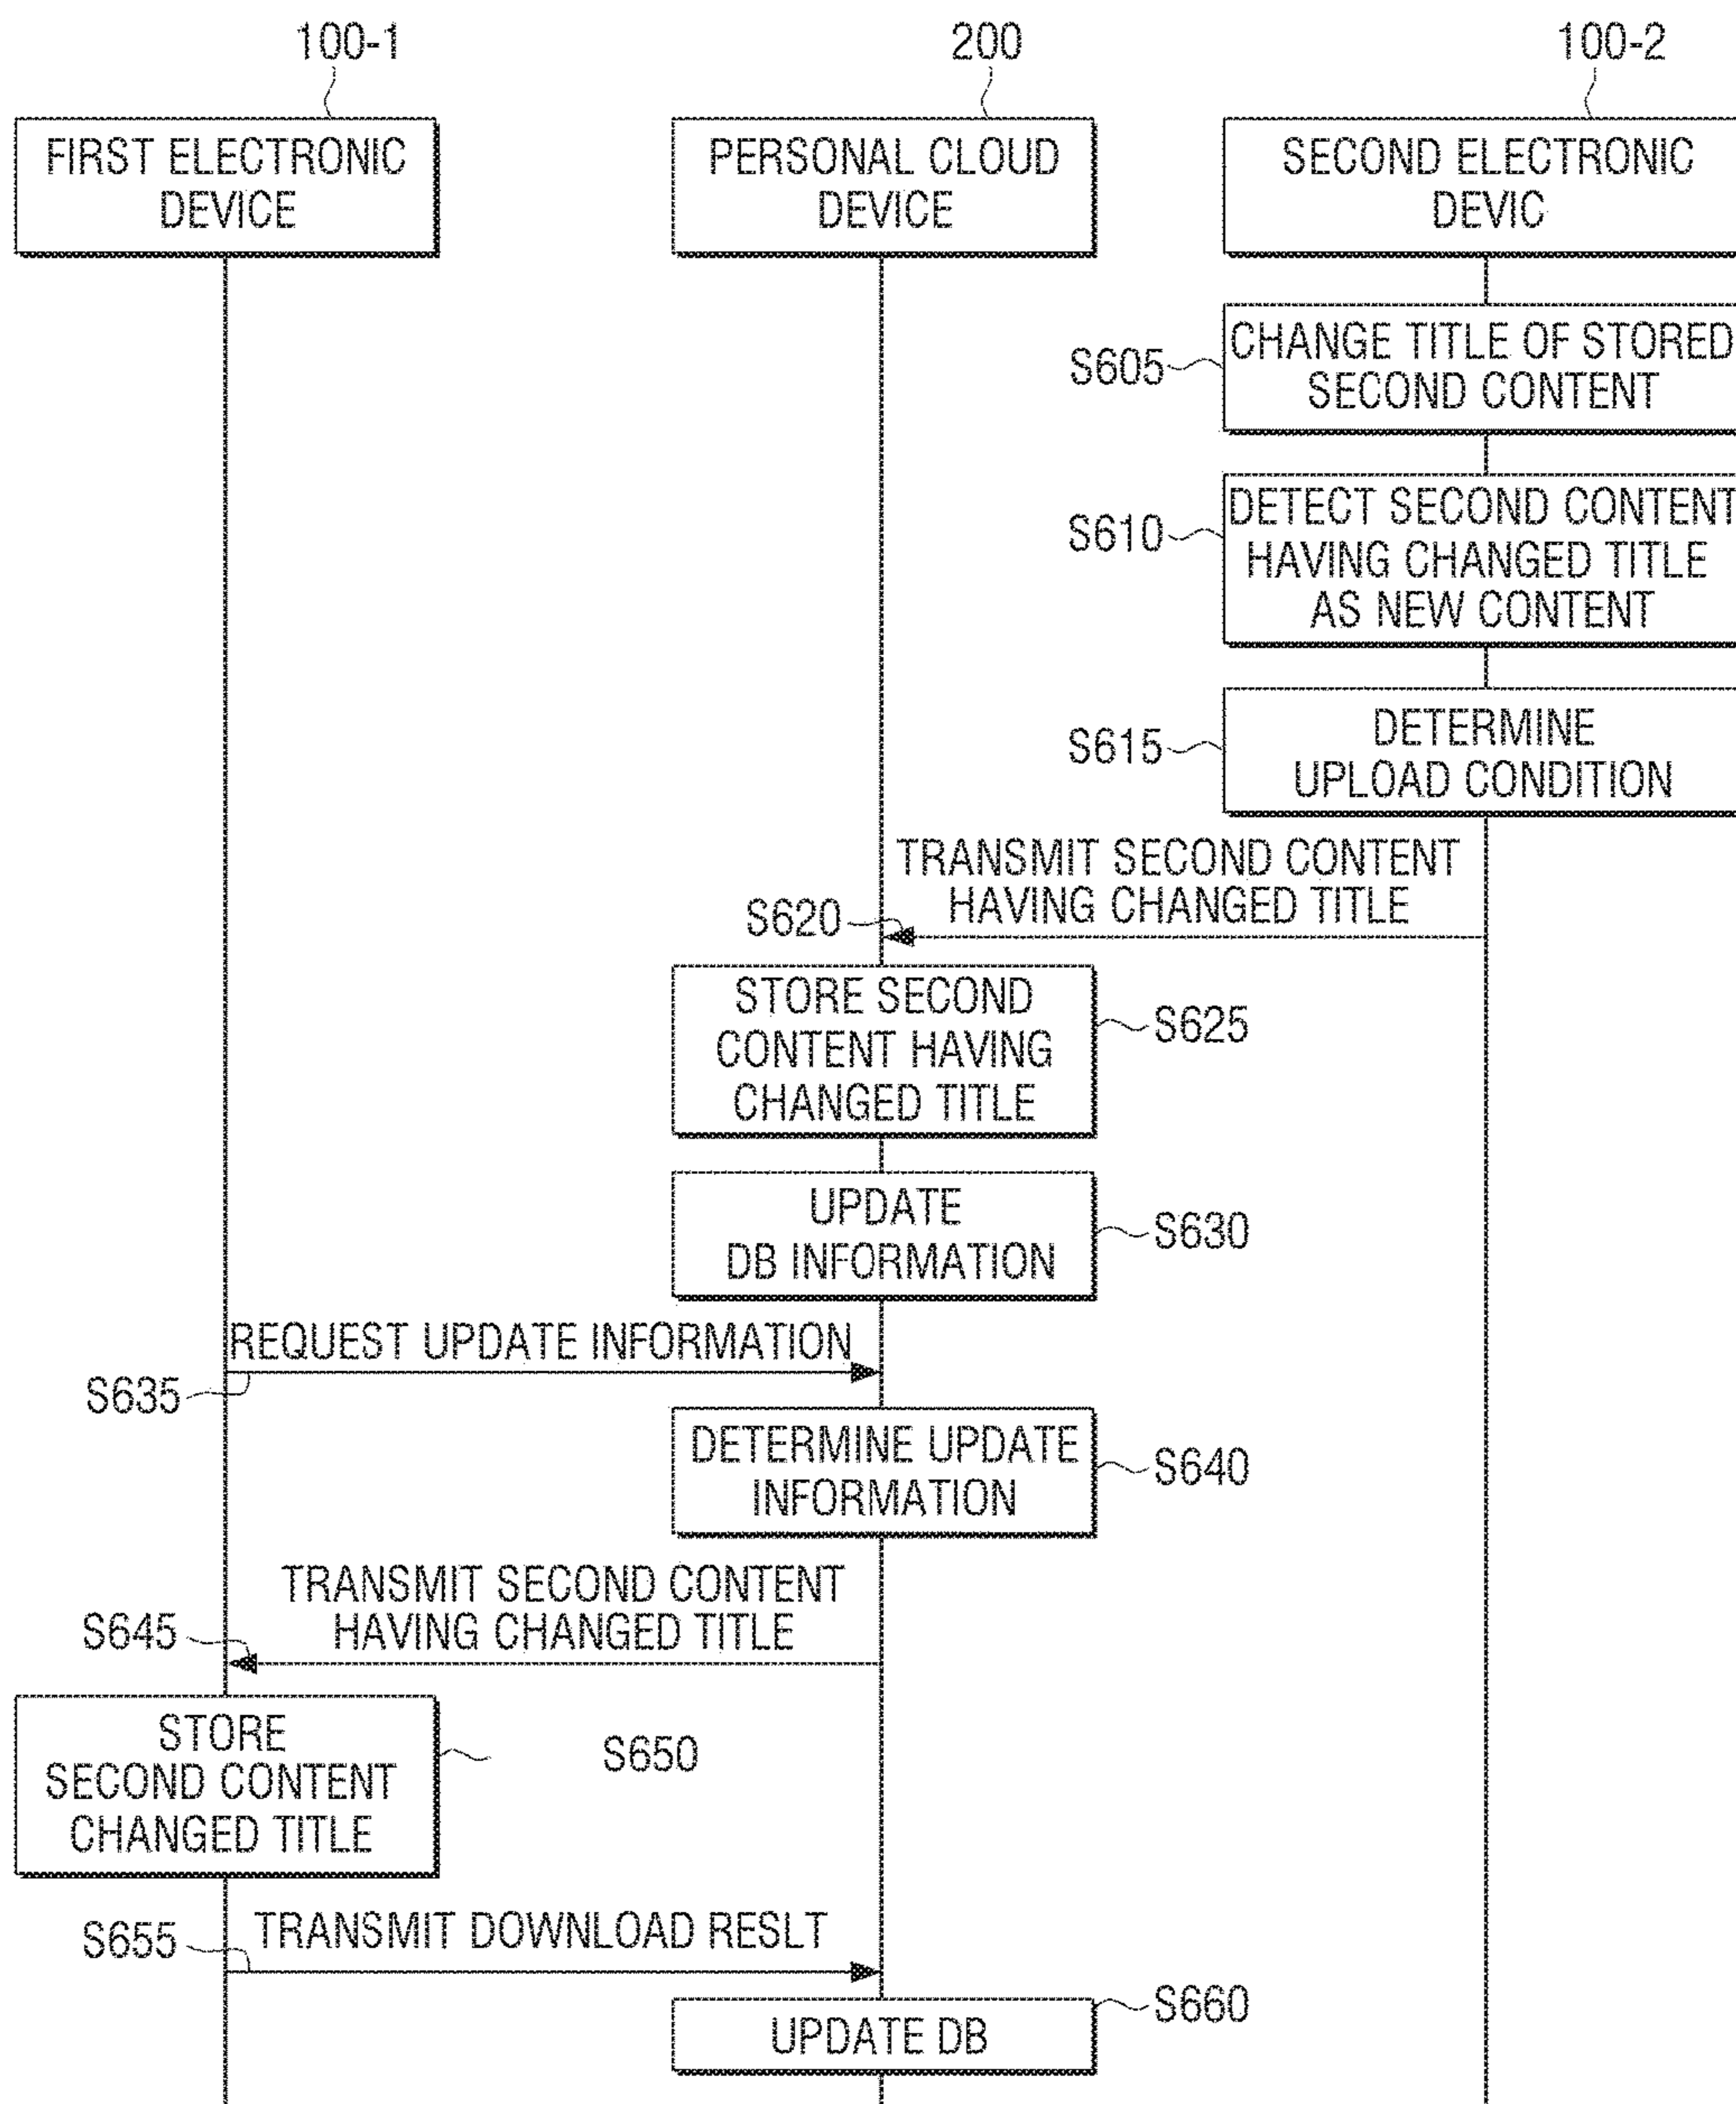 100-1
200
100-2
FIRST ELECTRONIC
DEVICE
PERSONAL CLOUD
DEVICE
SECOND ELECTRONIC
DEVIC
S605
CHANGE TITLE OF STORED
SECOND CONTENT
S610
DETECT SECOND CONTENT
HAVING CHANGED TITLE
AS NEW CONTENT
S615
DETERMINE
UPLOAD CONDITION
TRANSMIT SECOND CONTENT
HAVING CHANGED TITLE
S620
STORE SECOND
CONTENT HAVING
CHANGED TITLE
S625
UPDATE
DB INFORMATION
S630
REQUEST UPDATE INFORMATION
S635
DETERMINE UPDATE
INFORMATION
S640
TRANSMIT SECOND CONTENT
HAVING CHANGED TITLE
S645
STORE
SECOND CONTENT
CHANGED TITLE
S650
S655
TRANSMIT DOWNLOAD RESLT
UPDATE DB
S660